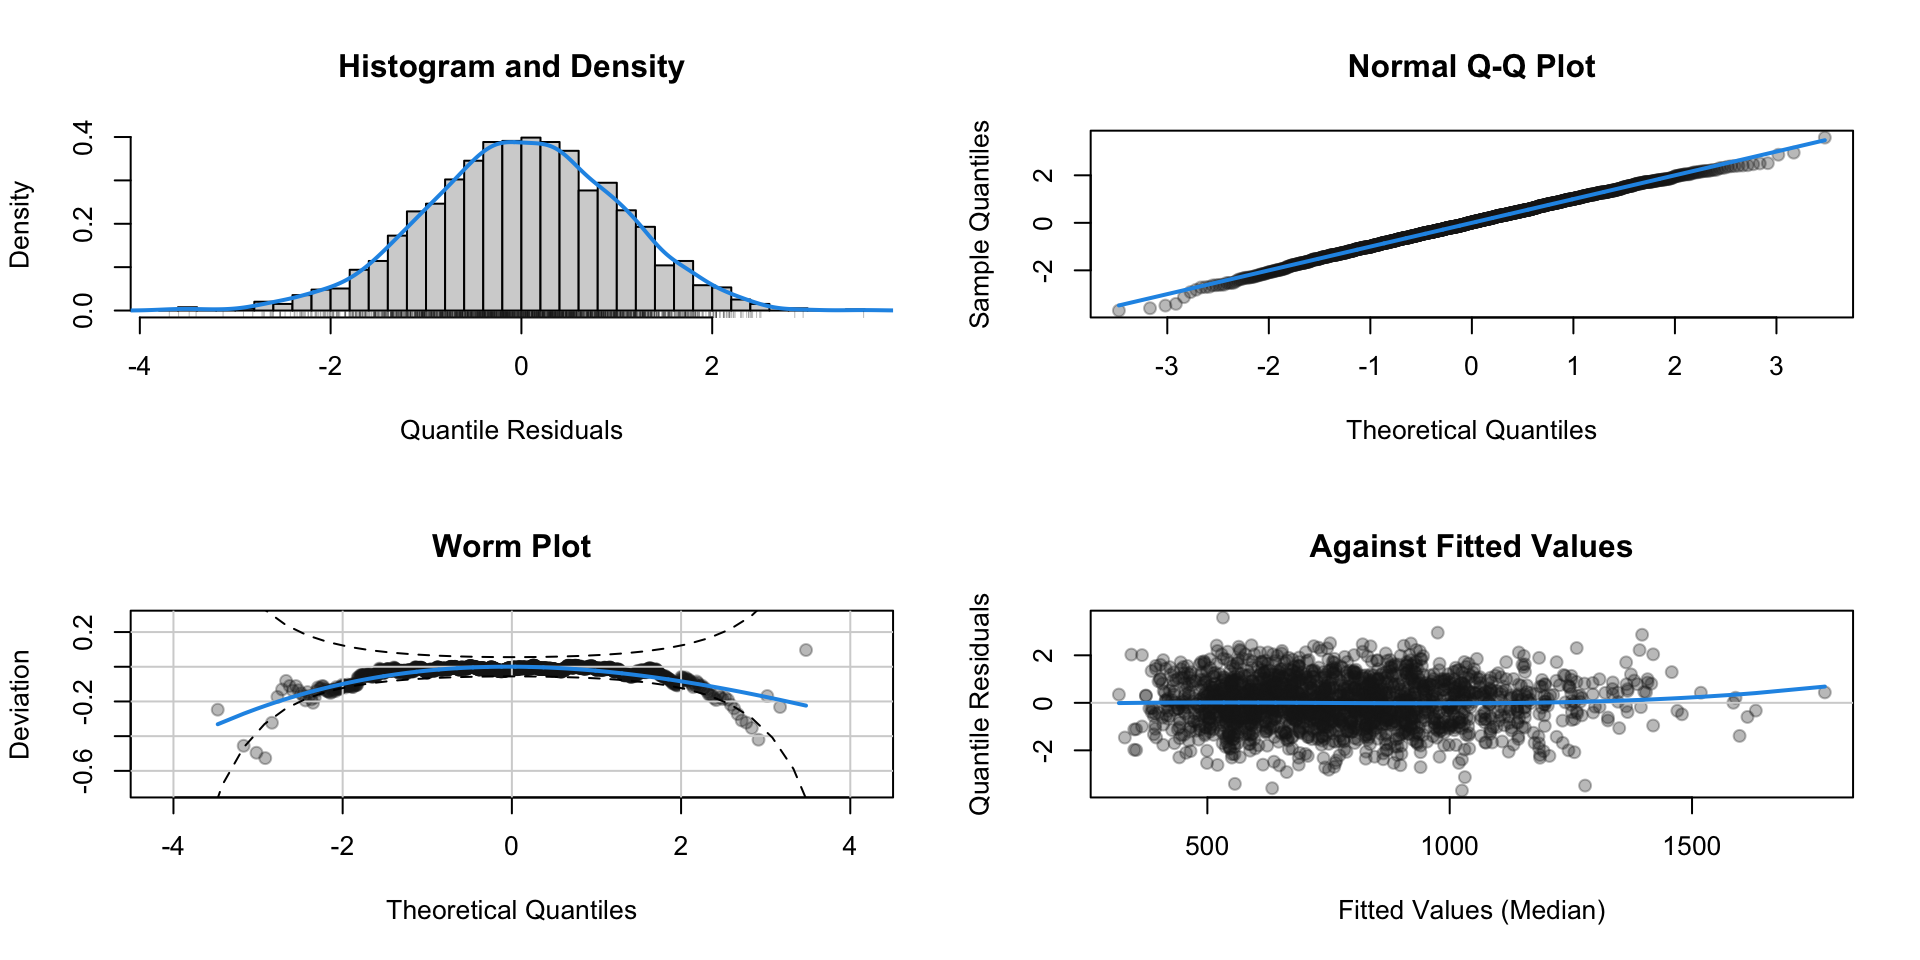 Histogram and Density
Density
0.0
0.2
0.4
-4
-2
0
2
Quantile Residuals
Normal Q-Q Plot
Sample Quantiles
-2
0
2
-3
-2
-1
0
1
2
3
Theoretical Quantiles
Worm Plot
Deviation
-0.6
-0.2
0.2
-4
-2
0
2
4
Theoretical Quantiles
Against Fitted Values
Quantile Residuals
-2
0
2
500
1000
1500
Fitted Values (Median)